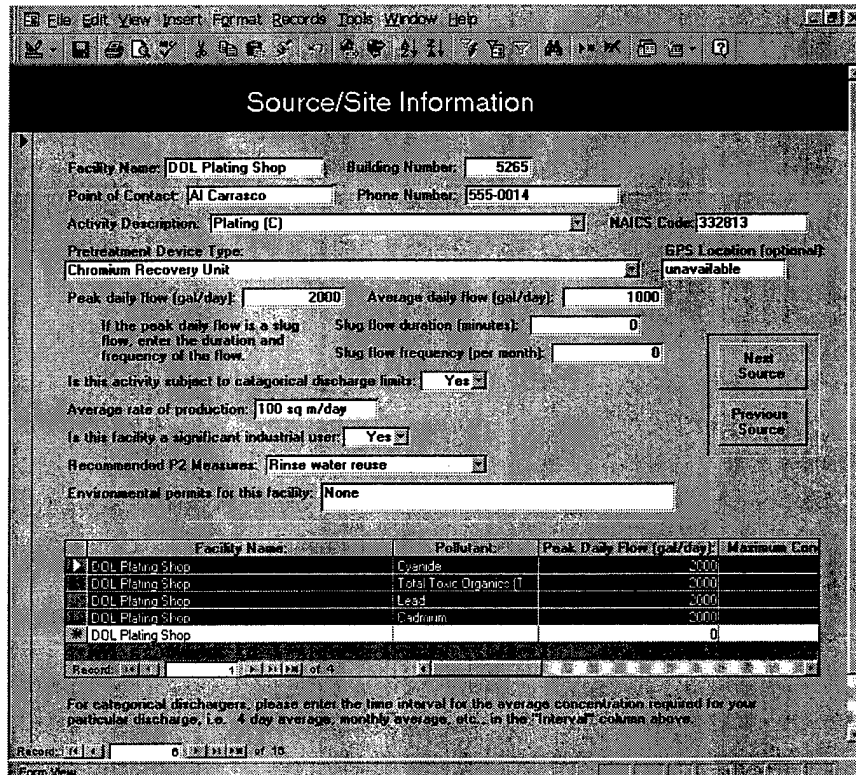 File Edit View Insert Format Records Tools Window Help
Source/Site Information
Facility Name: DOL Plating Shop Building Number: 5265
Point of Contact: Al Carrasco Phone Number: 555-0014
Activity Description: Plating (C) NAICS Code: 332813
Pretreatment Device Type: GPS Location (optional):
Chromium Recovery Unit unavailable
Peak daily flow (gal/day): 2000 Average daily flow (gal/day): 1000
If the peak daily flow is a slug flow, enter the duration and frequency of the flow.
Slug flow duration (minutes): 0
Slug flow frequency (per month): 0
Next Source
Is this activity subject to catagorical discharge limits: Yes
Average rate of production: 100 sq m/day
Previous Source
Is this facility a significant industrial user: Yes
Recommended P2 Measures: Rinse water reuse
Environmental permits for this facility: None
Facility Name: Pollutant: Peak Daily Flow (gal/day): Maximum Con
DOL Plating Shop Cyanide 2000
DOL Plating Shop Total Toxic Organics (T 2000
DOL Plating Shop Lead 2000
DOL Plating Shop Cadmium 2000
DOL Plating Shop 0
Record: 1 of 4
For categorical dischargers, please enter the time interval for the average concentration required for your
particular discharge, i.e. 4 day average, monthly average, etc., in the "Interval" column above.
Record: 6 of
Form View